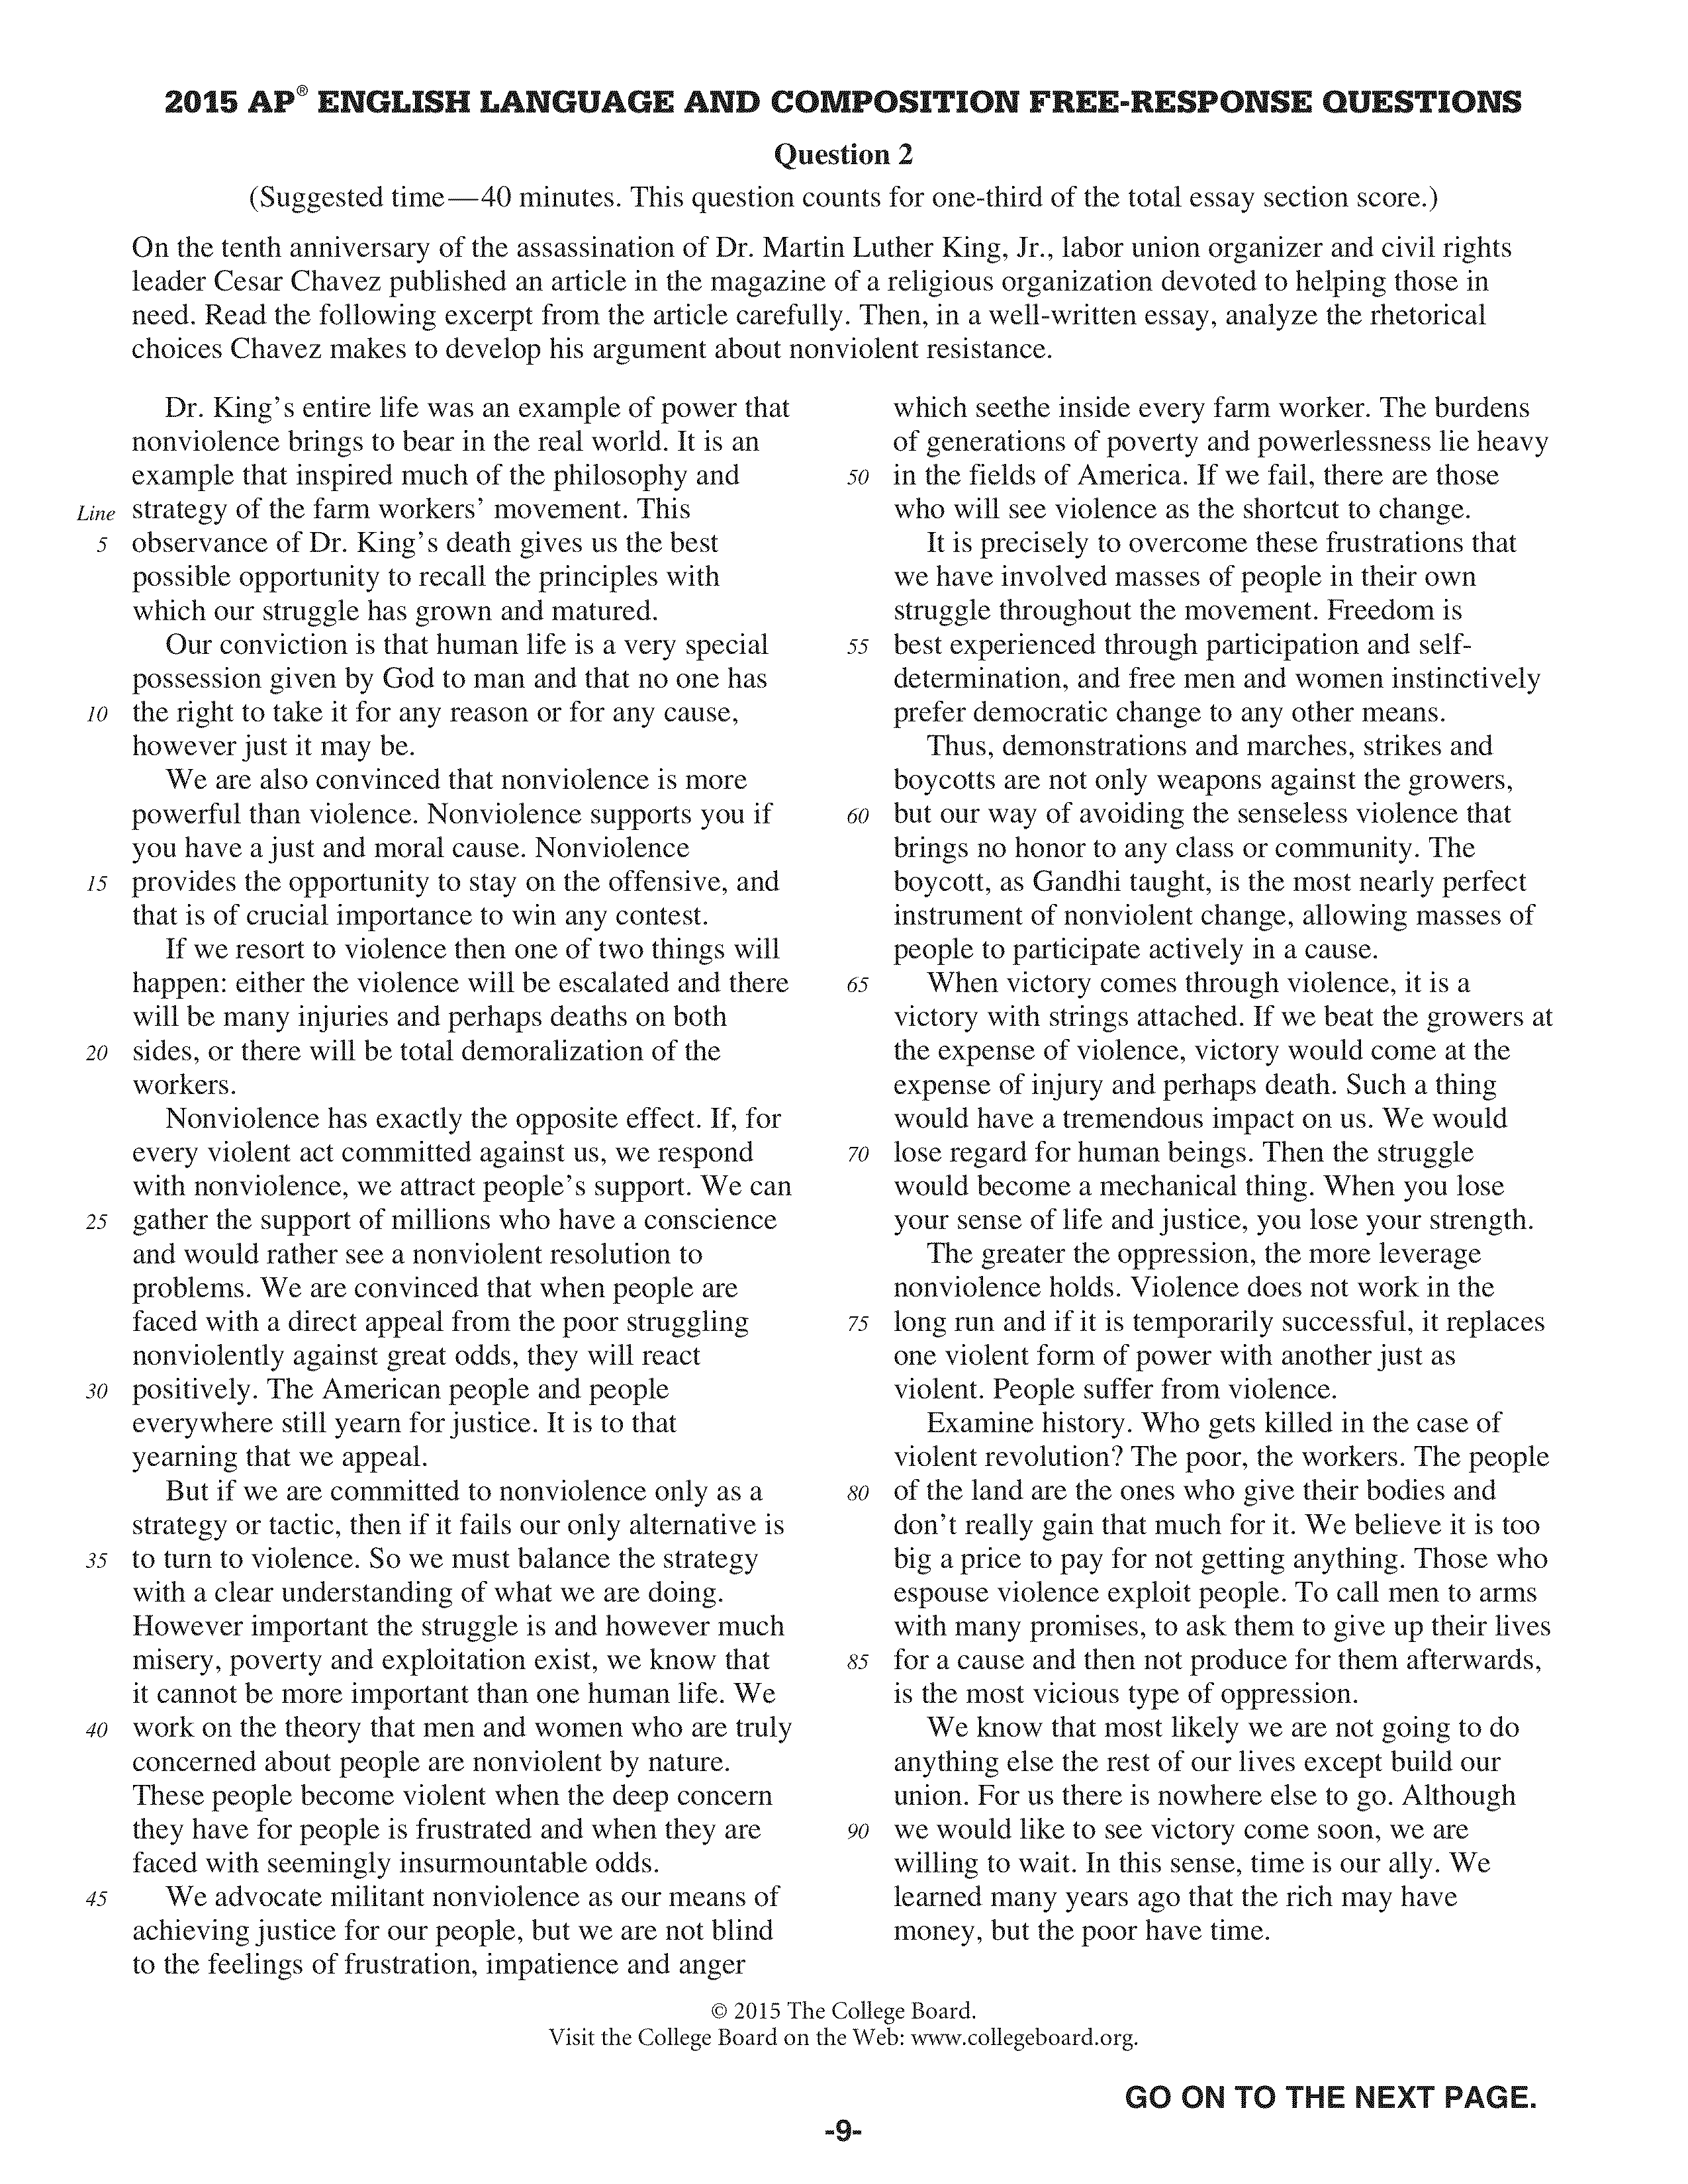 2015 AP® ENGLISH LANGUAGE AND COMPOSITION FREE-RESPONSE QUESTIONS
Question 2
(Suggested time—40 minutes. This question counts for one-third of the total essay section score.)
On the tenth anniversary of the assassination of Dr. Martin Luther King, Jr., labor union organizer and civil rights
leader Cesar Chavez published an article in the magazine of a religious organization devoted to helping those in
need. Read the following excerpt from the article carefully. Then, in a well-written essay, analyze the rhetorical
choices Chavez makes to develop his argument about nonviolent resistance.
Dr. King's entire life was an example of power that
nonviolence brings to bear in the real world. It is an
example that inspired much of the philosophy and
Line strategy of the farm workers' movement. This
5 observance of Dr. King's death gives us the best
possible opportunity to recall the principles with
which our struggle has grown and matured.
Our conviction is that human life is a very special
possession given by God to man and that no one has
10 the right to take it for any reason or for any cause,
however just it may be.
We are also convinced that nonviolence is more
powerful than violence. Nonviolence supports you if
you have a just and moral cause. Nonviolence
15 provides the opportunity to stay on the offensive, and
that is of crucial importance to win any contest.
If we resort to violence then one of two things will
happen: either the violence will be escalated and there
will be many injuries and perhaps deaths on both
20 sides, or there will be total demoralization of the
workers.
Nonviolence has exactly the opposite effect. If, for
every violent act committed against us, we respond
with nonviolence, we attract people's support. We can
25 gather the support of millions who have a conscience
and would rather see a nonviolent resolution to
problems. We are convinced that when people are
faced with a direct appeal from the poor struggling
nonviolently against great odds, they will react
30 positively. The American people and people
everywhere still yearn for justice. It is to that
yearning that we appeal.
But if we are committed to nonviolence only as a
strategy or tactic, then if it fails our only alternative is
35 to turn to violence. So we must balance the strategy
with a clear understanding of what we are doing.
However important the struggle is and however much
misery, poverty and exploitation exist, we know that
it cannot be more important than one human life. We
40 work on the theory that men and women who are truly
concerned about people are nonviolent by nature.
These people become violent when the deep concern
they have for people is frustrated and when they are
faced with seemingly insurmountable odds.
45 We advocate militant nonviolence as our means of
achieving justice for our people, but we are not blind
to the feelings of frustration, impatience and anger
which seethe inside every farm worker. The burdens
of generations of poverty and powerlessness lie heavy
50 in the fields of America. If we fail, there are those
who will see violence as the shortcut to change.
It is precisely to overcome these frustrations that
we have involved masses of people in their own
struggle throughout the movement. Freedom is
55 best experienced through participation and self-
determination, and free men and women instinctively
prefer democratic change to any other means.
Thus, demonstrations and marches, strikes and
boycotts are not only weapons against the growers,
60 but our way of avoiding the senseless violence that
brings no honor to any class or community. The
boycott, as Gandhi taught, is the most nearly perfect
instrument of nonviolent change, allowing masses of
people to participate actively in a cause.
65 When victory comes through violence, it is a
victory with strings attached. If we beat the growers at
the expense of violence, victory would come at the
expense of injury and perhaps death. Such a thing
would have a tremendous impact on us. We would
70 lose regard for human beings. Then the struggle
would become a mechanical thing. When you lose
your sense of life and justice, you lose your strength.
The greater the oppression, the more leverage
nonviolence holds. Violence does not work in the
75 long run and if it is temporarily successful, it replaces
one violent form of power with another just as
violent. People suffer from violence.
Examine history. Who gets killed in the case of
violent revolution? The poor, the workers. The people
80 of the land are the ones who give their bodies and
don't really gain that much for it. We believe it is too
big a price to pay for not getting anything. Those who
espouse violence exploit people. To call men to arms
with many promises, to ask them to give up their lives
85 for a cause and then not produce for them afterwards,
is the most vicious type of oppression.
We know that most likely we are not going to do
anything else the rest of our lives except build our
union. For us there is nowhere else to go. Although
90 we would like to see victory come soon, we are
willing to wait. In this sense, time is our ally. We
learned many years ago that the rich may have
money, but the poor have time.
© 2015 The College Board.
Visit the College Board on the Web: www.collegeboard.org.
GO ON TO THE NEXT PAGE.
-9-